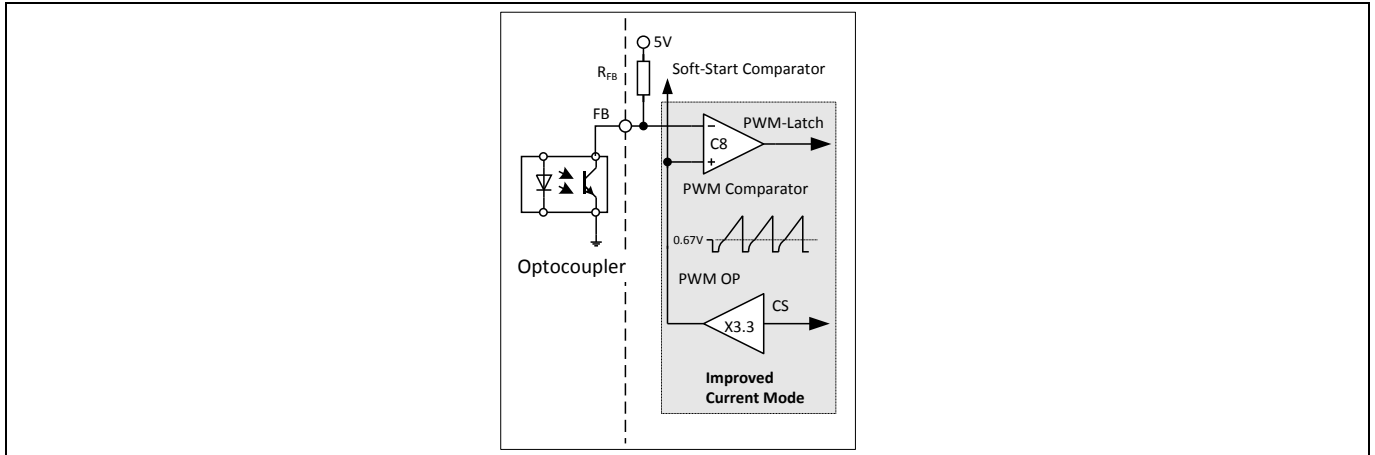 5V
R_FB
Soft-Start Comparator
FB
PWM-Latch
C8
PWM Comparator
0.67V
Optocoupler
PWM OP
CS
X3.3
Improved
Current Mode